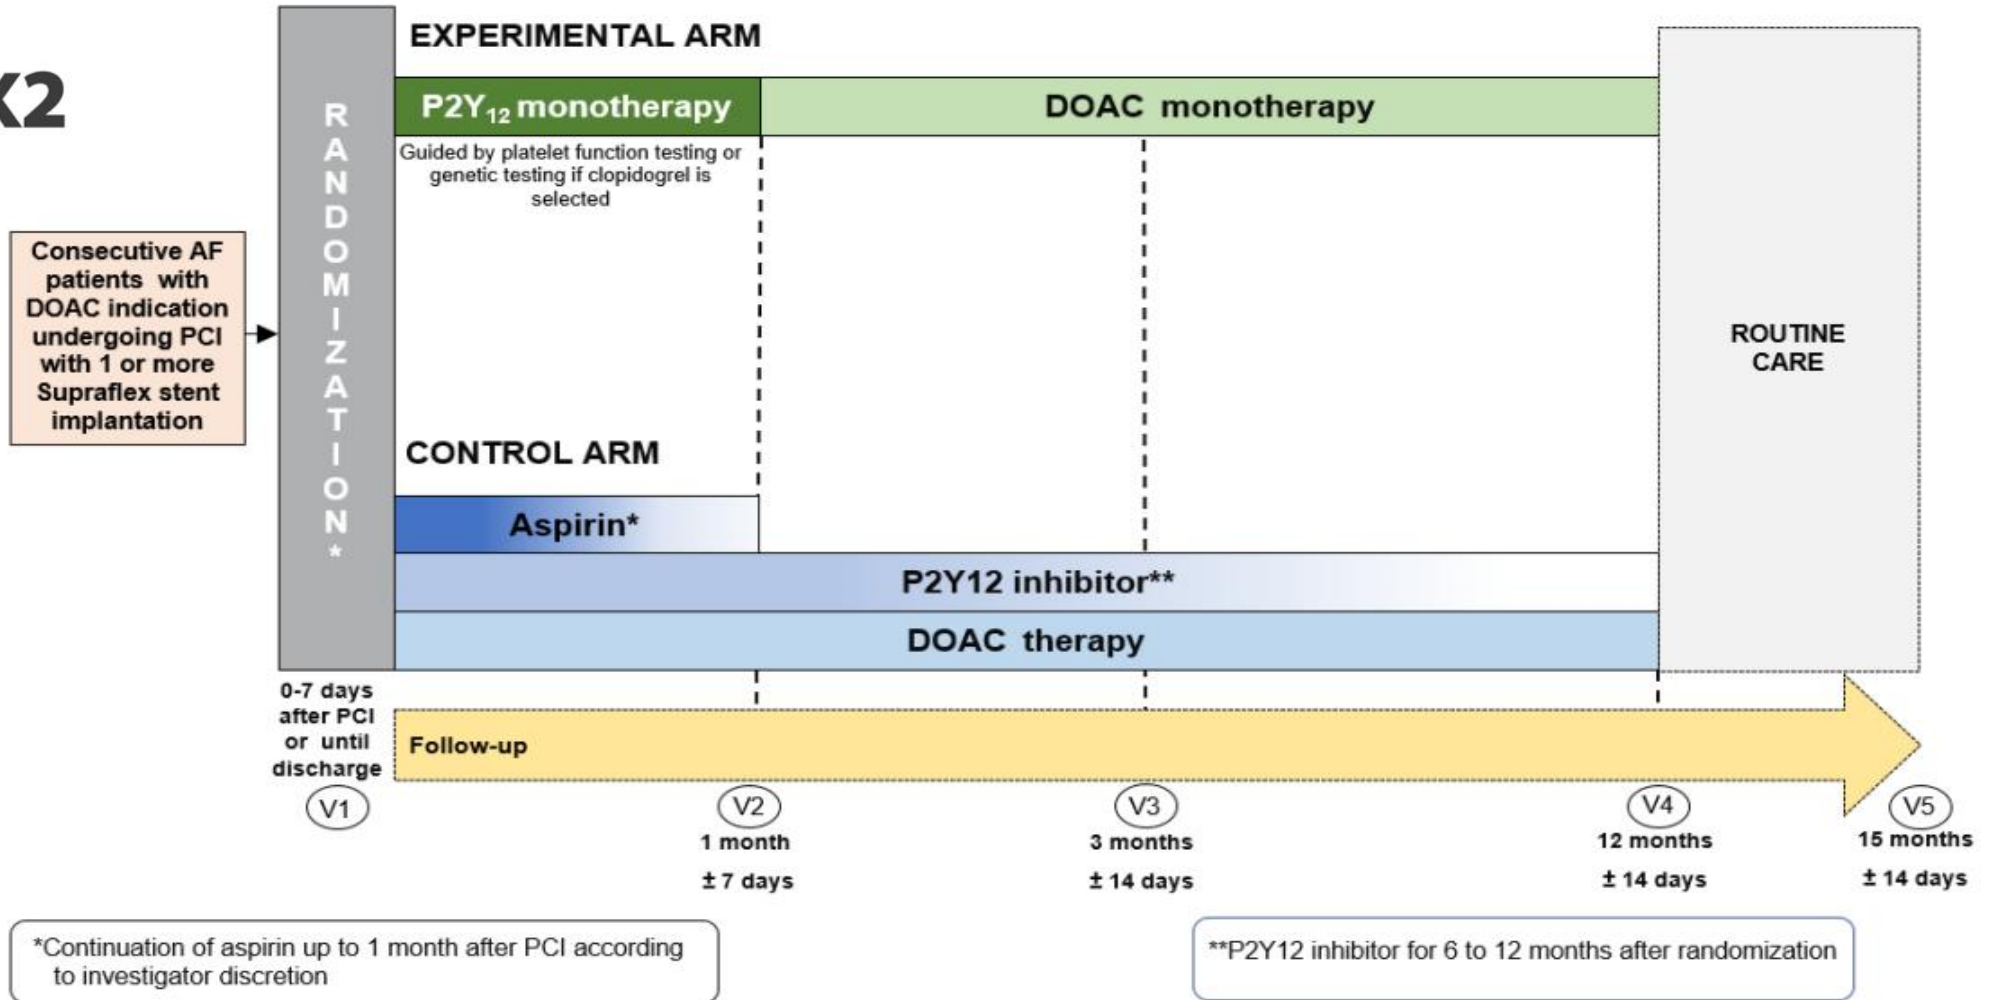 X2
EXPERIMENTAL ARM
RANDOMIZATION*
P2Y12 monotherapy
DOAC monotherapy
Guided by platelet function testing or
genetic testing if clopidogrel is
selected
Consecutive AF
patients with
DOAC indication
undergoing PCI
with 1 or more
Supraflex stent
implantation
ROUTINE
CARE
CONTROL ARM
Aspirin*
P2Y12 inhibitor**
DOAC therapy
0-7 days
after PCI
or until
discharge
Follow-up
V1
V2
V3
V4
V5
1 month
3 months
12 months
15 months
± 7 days
± 14 days
± 14 days
± 14 days
*Continuation of aspirin up to 1 month after PCI according
to investigator discretion
**P2Y12 inhibitor for 6 to 12 months after randomization